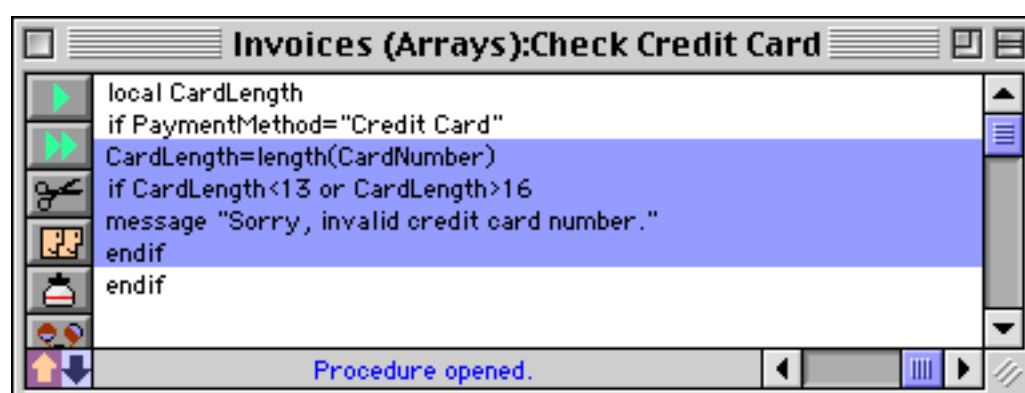 Invoices (Arrays):Check Credit Card
local CardLength
if PaymentMethod="Credit Card"
CardLength=length(CardNumber)
if CardLength<13 or CardLength>16
message "Sorry, invalid credit card number."
endif
endif
Procedure opened.